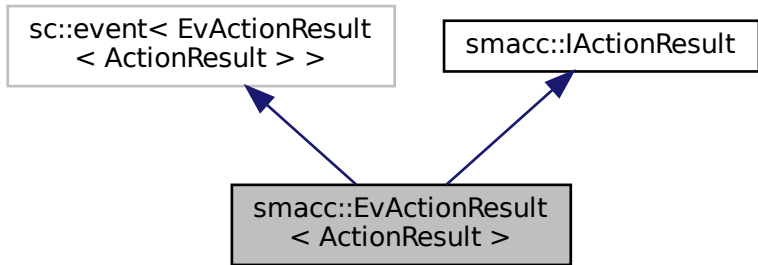 sc::event< EvActionResult
< ActionResult > >
smacc::IActionResult
smacc::EvActionResult
< ActionResult >